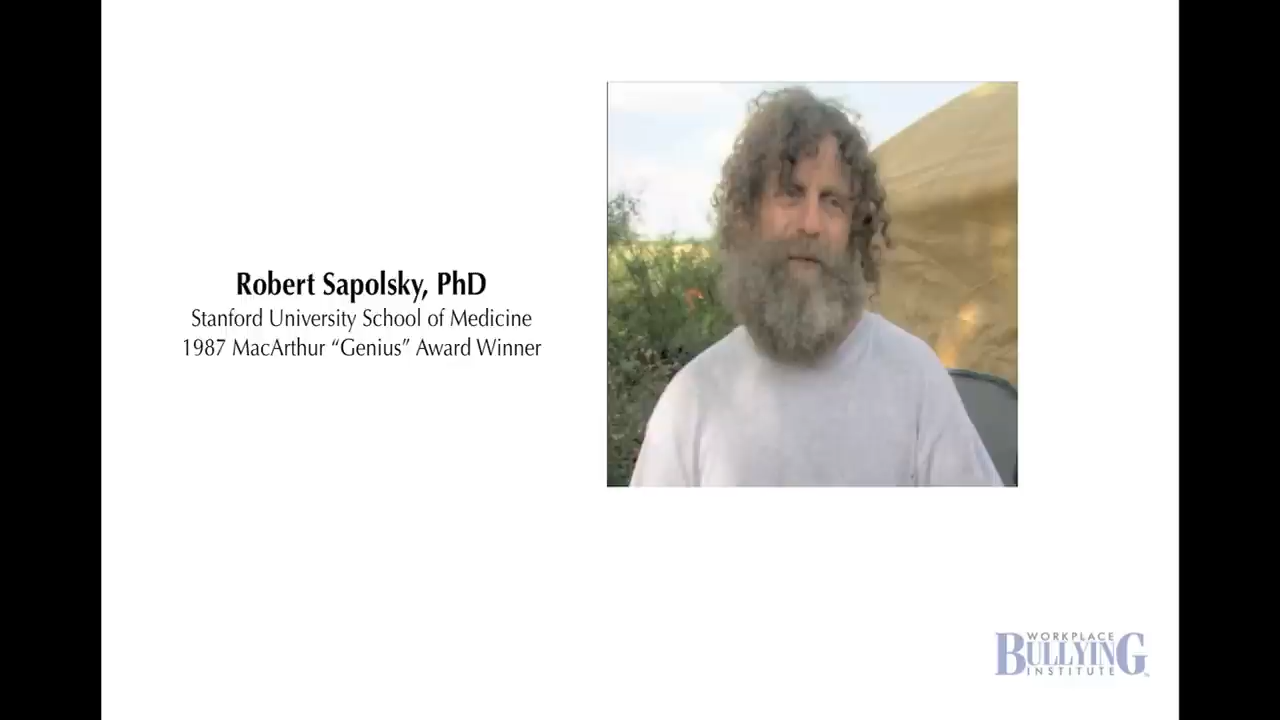 Robert Sapolsky, PhD
Stanford University School of Medicine
1987 MacArthur “Genius” Award Winner
WORKPLACE
BULLYING
INSTITUTE